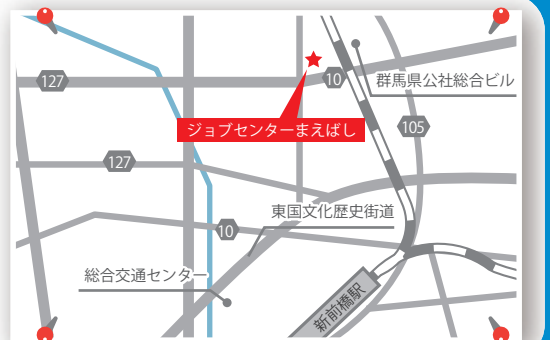 127
10
群馬県公社総合ビル
ジョブセンターまえばし
105
127
東国文化歴史街道
10
総合交通センター
新前橋駅